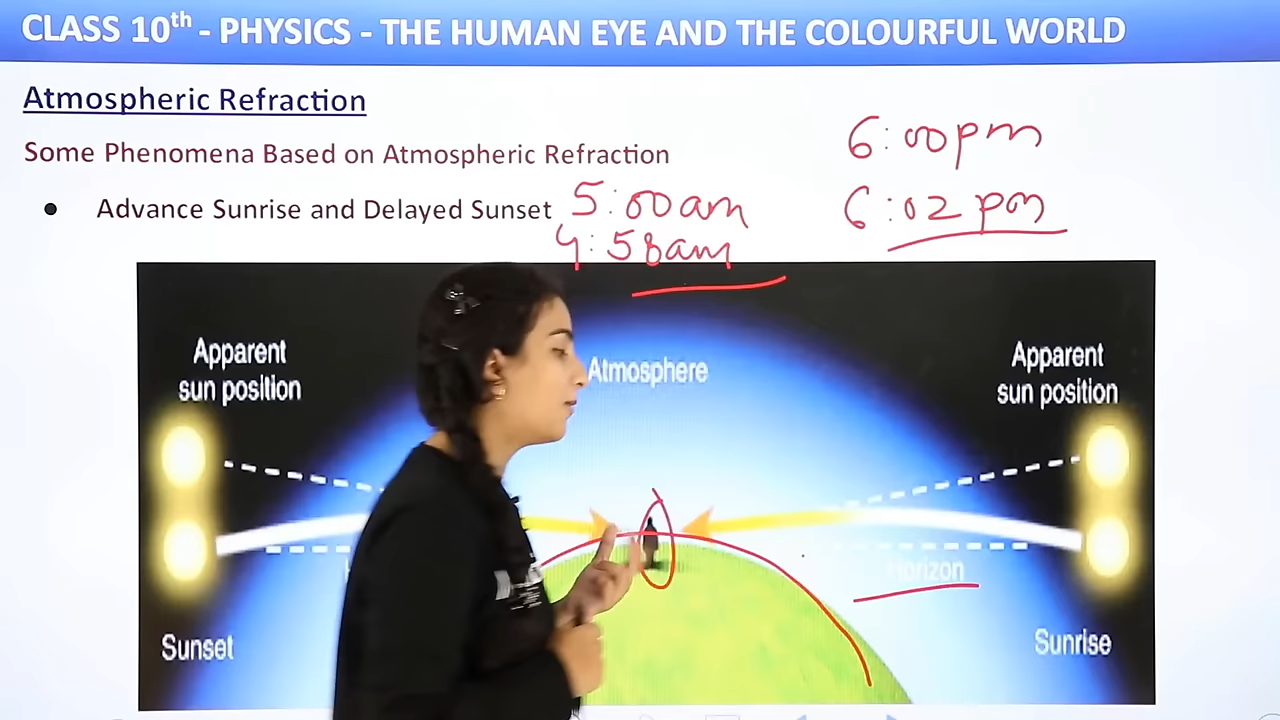 CLASS 10th - PHYSICS - THE HUMAN EYE AND THE COLOURFUL WORLD
Atmospheric Refraction
Some Phenomena Based on Atmospheric Refraction
6:00pm
● Advance Sunrise and Delayed Sunset 5:00am
6:02 pm
4:58am
Apparent
sun position
Atmosphere
Apparent
sun position
Horizon
Sunset
Sunrise